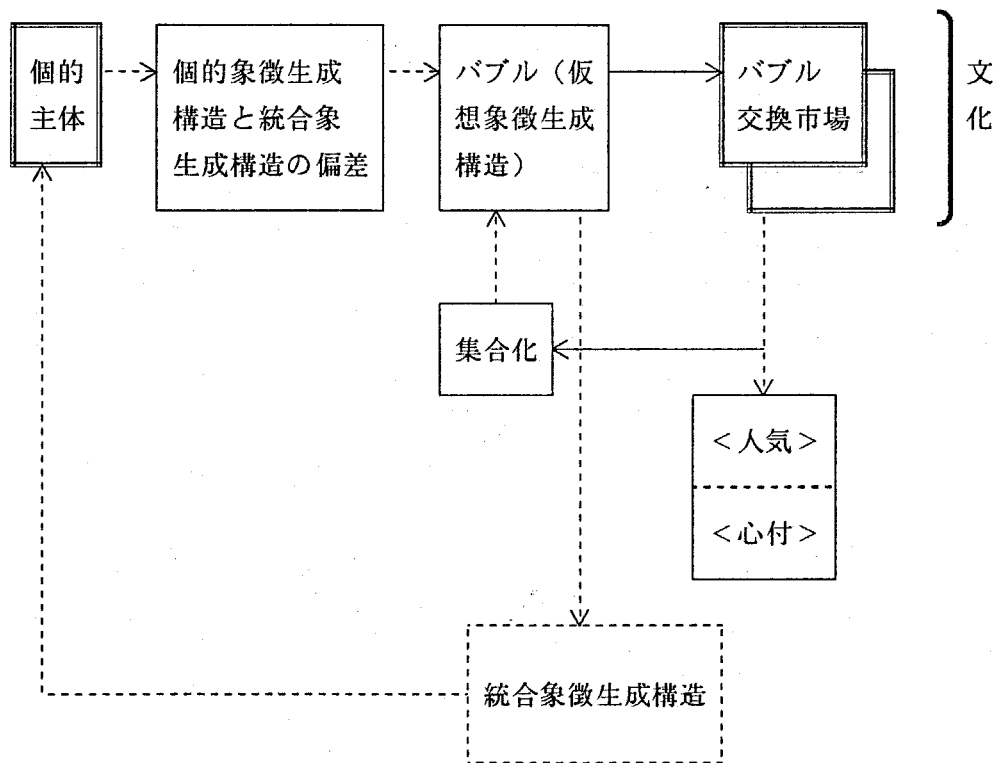 個的
主体
個的象徴生成
構造と統合象
生成構造の偏差
バブル（仮
想象徴生成
構造）
バブル
交換市場
文
化
集合化
＜人気＞
＜心付＞
統合象徴生成構造